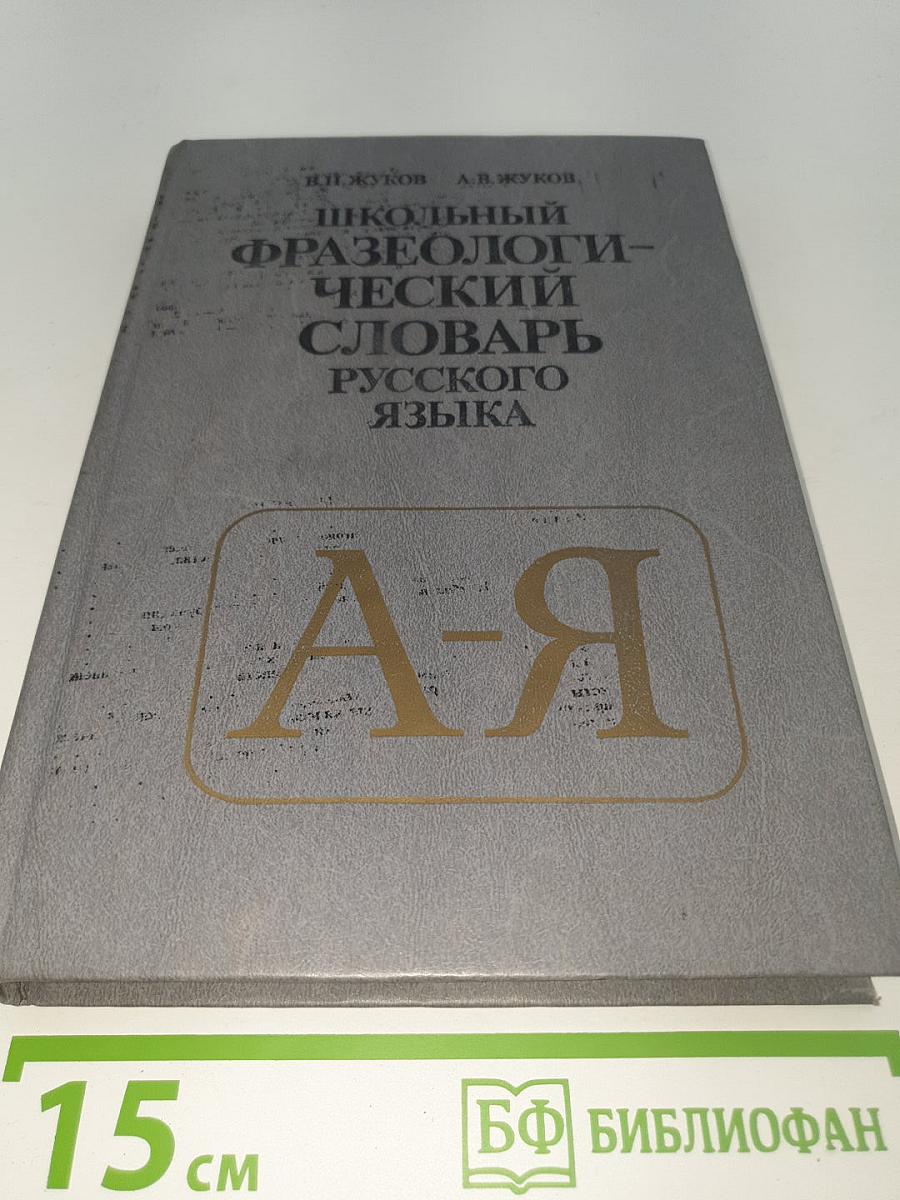 В.П. ЖУКОВ А.В. ЖУКОВ
ШКОЛЬНЫЙ
ФРАЗЕОЛОГИ-
ЧЕСКИЙ
СЛОВАРЬ
РУССКОГО
ЯЗЫКА
А-Я
15 см
БФ БИБЛИОФАН